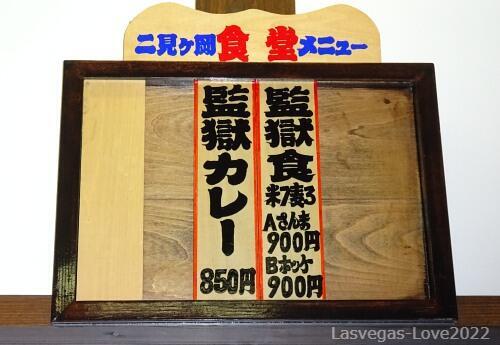 二見ケ岡食堂メニュー
監獄食
米7麦3
Aさんま
900円
Bホッケ
900円
監獄カレー
850円
Lasvegas-Love2022